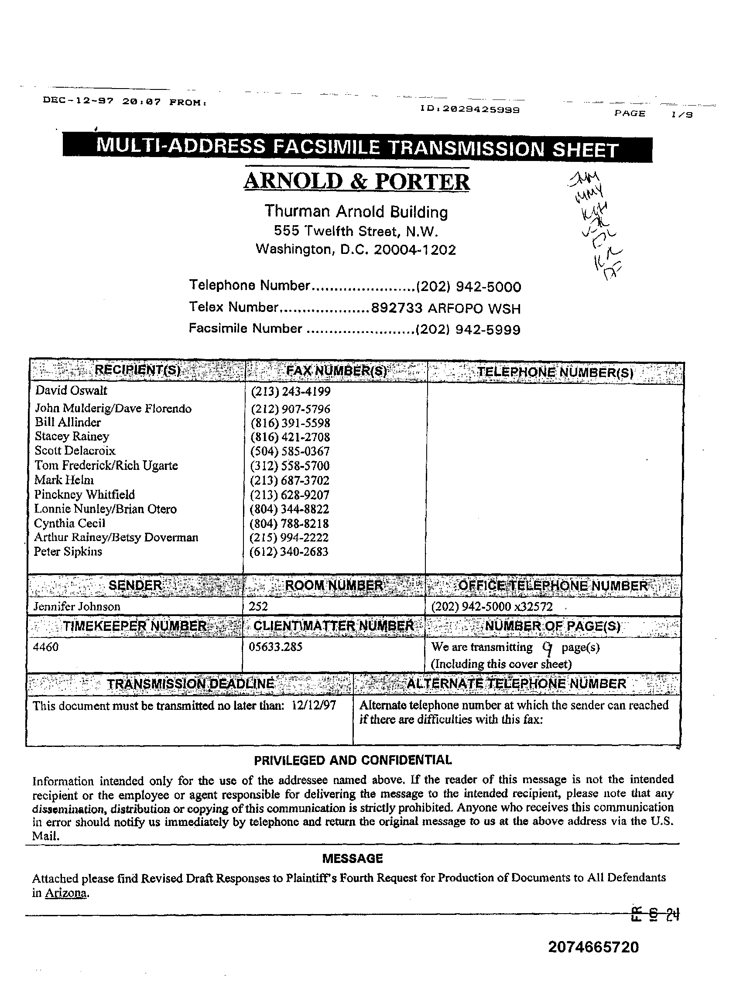 DEC-12-97 20:07 FROM: ID:2029425999 PAGE 1/9
MULTI-ADDRESS FACSIMILE TRANSMISSION SHEET
ARNOLD & PORTER
Thurman Arnold Building
555 Twelfth Street, N.W.
Washington, D.C. 20004-1202
Telephone Number.......................(202) 942-5000
Telex Number....................892733 ARFOPO WSH
Facsimile Number ........................(202) 942-5999
RECIPIENT(S) FAX NUMBER(S) TELEPHONE NUMBER(S)
David Oswalt (213) 243-4199
John Mulderig/Dave Florendo (212) 907-5796
Bill Allinder (816) 391-5598
Stacey Rainey (816) 421-2708
Scott Delacroix (504) 585-0367
Tom Frederick/Rich Ugarte (312) 558-5700
Mark Helm (213) 687-3702
Pinckney Whitfield (213) 628-9207
Lonnie Nunley/Brian Otero (804) 344-8822
Cynthia Cecil (804) 788-8218
Arthur Rainey/Betsy Doverman (215) 994-2222
Peter Sipkins (612) 340-2683
SENDER ROOM NUMBER OFFICE TELEPHONE NUMBER
Jennifer Johnson 252 (202) 942-5000 x32572
TIMEKEEPER NUMBER CLIENT\MATTER NUMBER NUMBER OF PAGE(S)
4460 05633.285 We are transmitting 9 page(s)
(Including this cover sheet)
TRANSMISSION DEADLINE ALTERNATE TELEPHONE NUMBER
This document must be transmitted no later than: 12/12/97 Alternate telephone number at which the sender can reached
if there are difficulties with this fax:
PRIVILEGED AND CONFIDENTIAL
Information intended only for the use of the addressee named above. If the reader of this message is not the intended
recipient or the employee or agent responsible for delivering the message to the intended recipient, please note that any
dissemination, distribution or copying of this communication is strictly prohibited. Anyone who receives this communication
in error should notify us immediately by telephone and return the original message to us at the above address via the U.S.
Mail.
MESSAGE
Attached please find Revised Draft Responses to Plaintiff's Fourth Request for Production of Documents to All Defendants
in Arizona.
2074665720